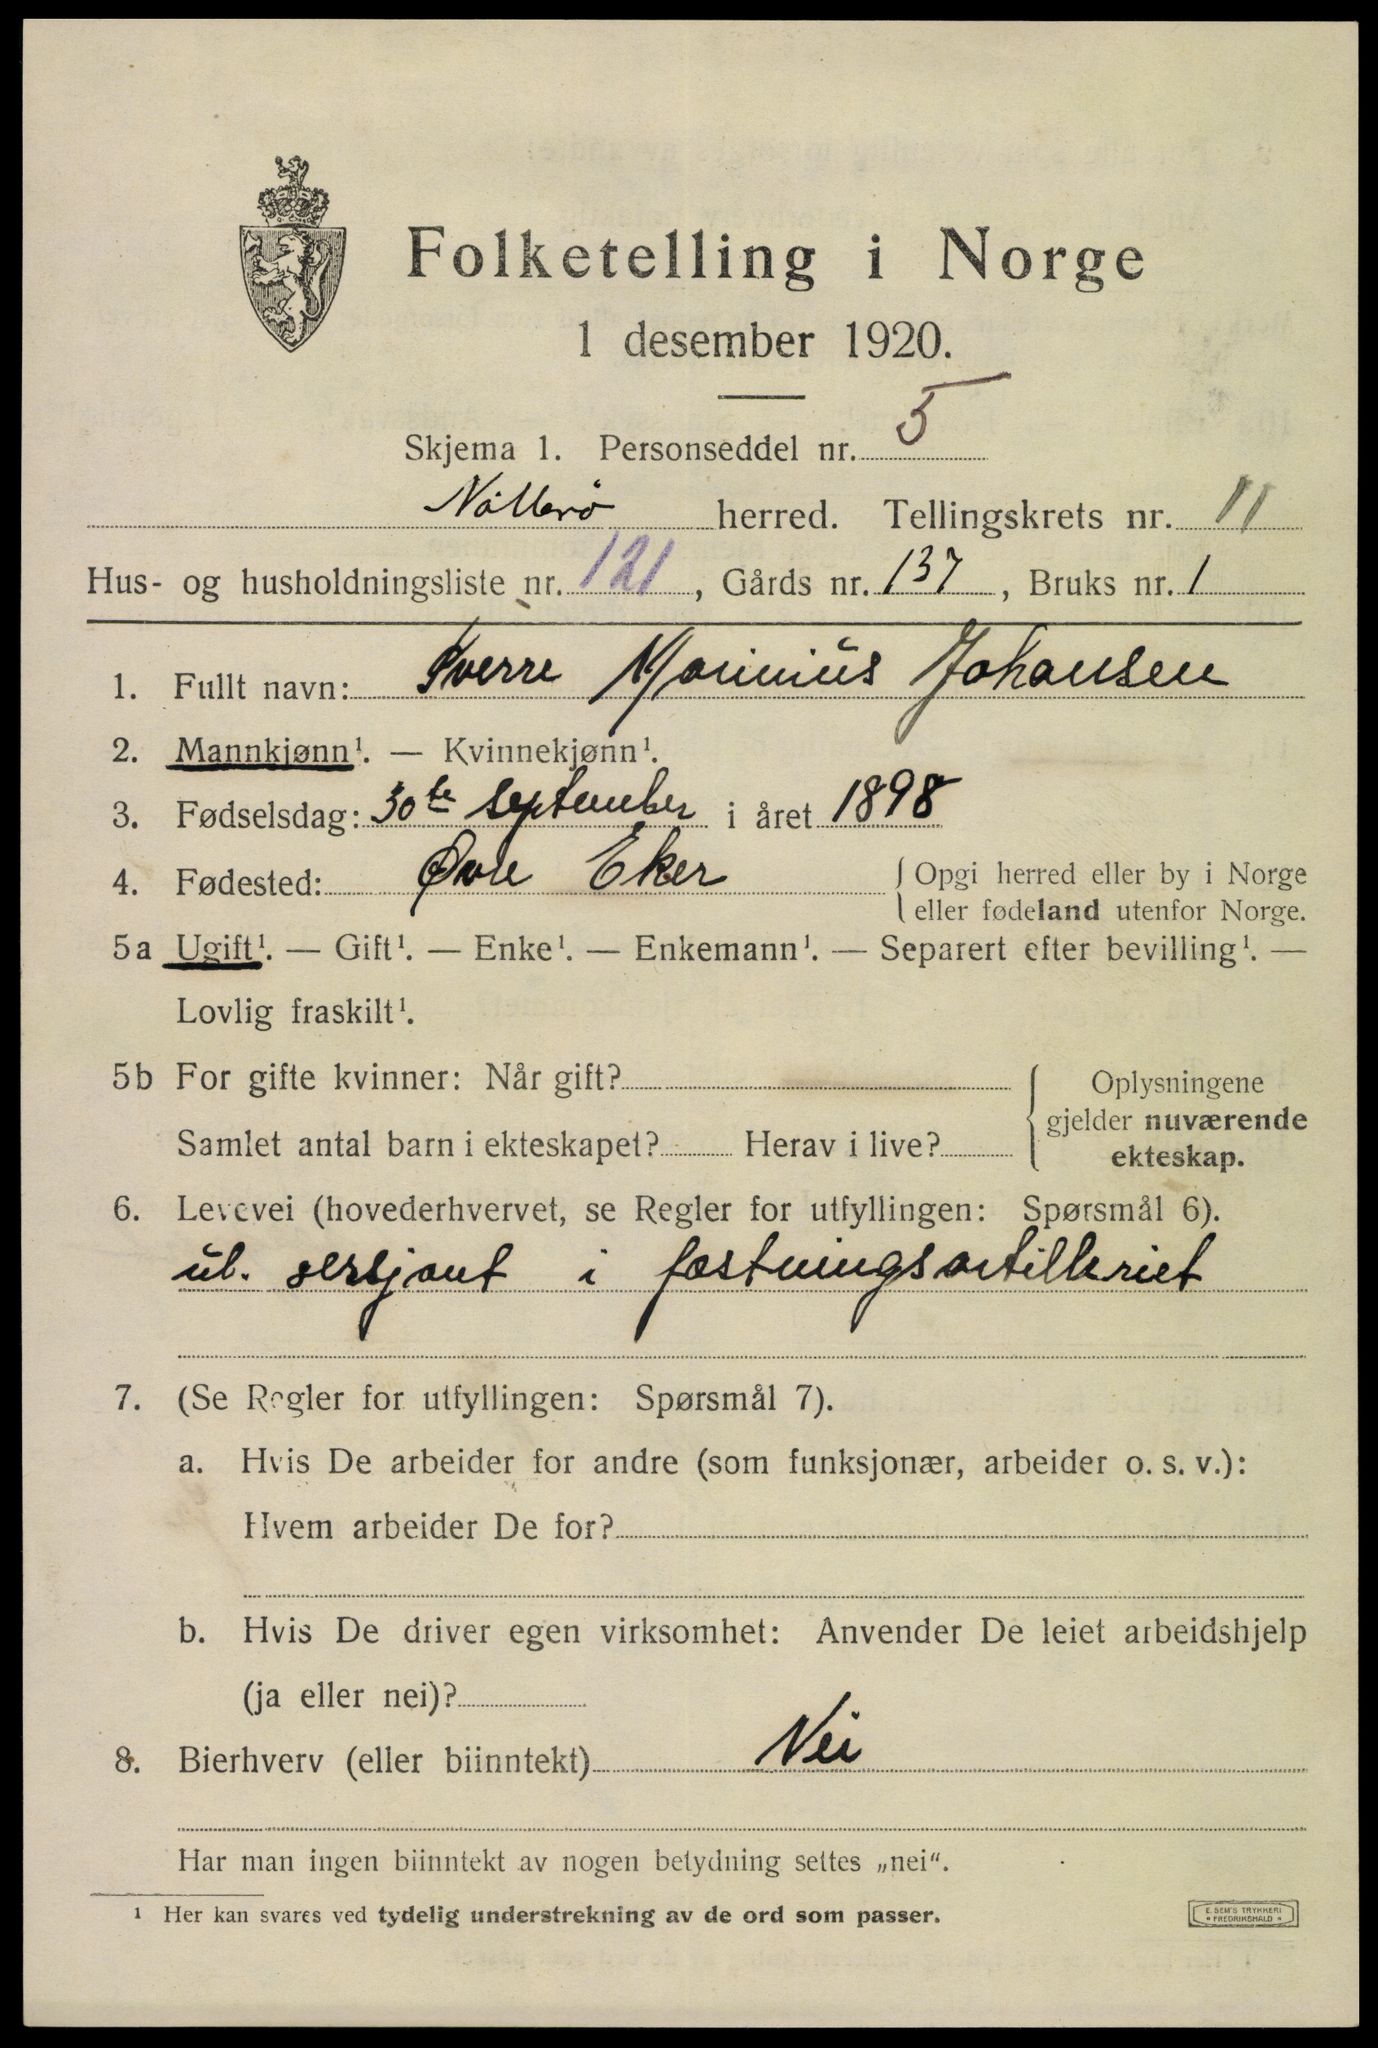 Folketelling i Norge
1 desember 1920.
Skjema 1. Personseddel nr. 5
Nøtterø herred. Tellingskrets nr. 11
Hus- og husholdningsliste nr. 121, Gårds nr. 137, Bruks nr. 1
1. Fullt navn: Sverre Marinius Johansen
2. Mannkjønn¹. — Kvinnekjønn¹.
3. Fødselsdag: 30te september i året 1898
4. Fødested: Øvre Eker { Opgi herred eller by i Norge
eller fødeland utenfor Norge.
5a Ugift¹. — Gift¹. — Enke¹. — Enkemann¹. — Separert efter bevilling¹. —
Lovlig fraskilt¹.
5b For gifte kvinner: Når gift? { Oplysningene
gjelder nuværende
Samlet antal barn i ekteskapet? Herav i live? ekteskap.
6. Levevei (hovederhvervet, se Regler for utfyllingen: Spørsmål 6).
ut. sersjant i fæstningsartilleriet
7. (Se Regler for utfyllingen: Spørsmål 7).
a. Hvis De arbeider for andre (som funksjonær, arbeider o. s. v.):
Hvem arbeider De for?
b. Hvis De driver egen virksomhet: Anvender De leiet arbeidshjelp
(ja eller nei)?
8. Bierhverv (eller biinntekt) Nei
Har man ingen biinntekt av nogen betydning settes „nei“.
¹ Her kan svares ved tydelig understrekning av de ord som passer.
E. SEM'S TRYKKERI
• FREDRIKSHALD •